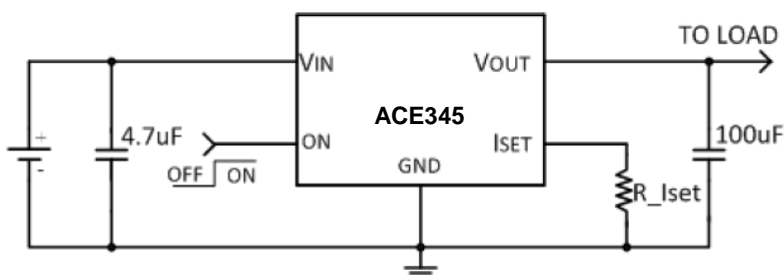 TO LOAD
VIN
VOUT
+
4.7uF
ACE345
100uF
ON
ISET
-
OFF
ON
GND
R_Iset